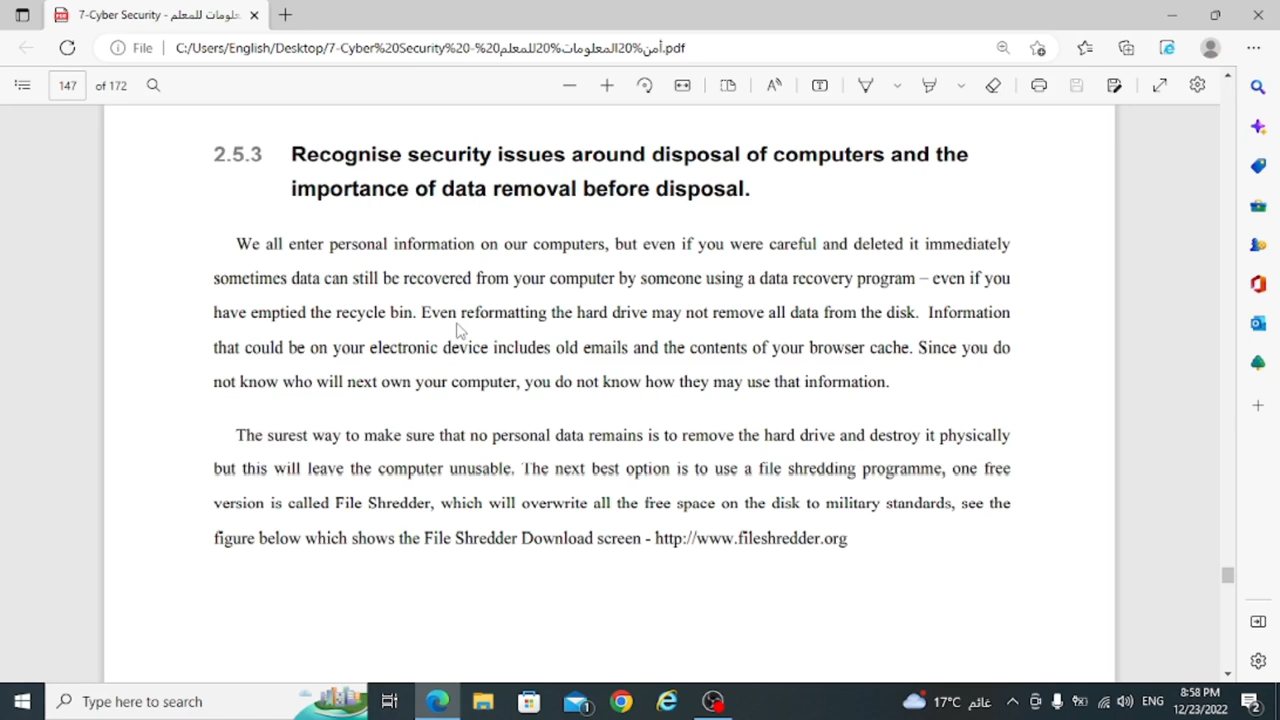 7-Cyber Security - أمن المعلومات للمعلم
File
C:/Users/English/Desktop/7-Cyber%20Security%20-%20أمن%20المعلومات%20للمعلم.pdf
147 of 172
2.5.3 Recognise security issues around disposal of computers and the
importance of data removal before disposal.
We all enter personal information on our computers, but even if you were careful and deleted it immediately
sometimes data can still be recovered from your computer by someone using a data recovery program – even if you
have emptied the recycle bin. Even reformatting the hard drive may not remove all data from the disk. Information
that could be on your electronic device includes old emails and the contents of your browser cache. Since you do
not know who will next own your computer, you do not know how they may use that information.
The surest way to make sure that no personal data remains is to remove the hard drive and destroy it physically
but this will leave the computer unusable. The next best option is to use a file shredding programme, one free
version is called File Shredder, which will overwrite all the free space on the disk to military standards, see the
figure below which shows the File Shredder Download screen - http://www.fileshredder.org
Type here to search
1
17°C غائم
ENG
8:58 PM
12/23/2022
2